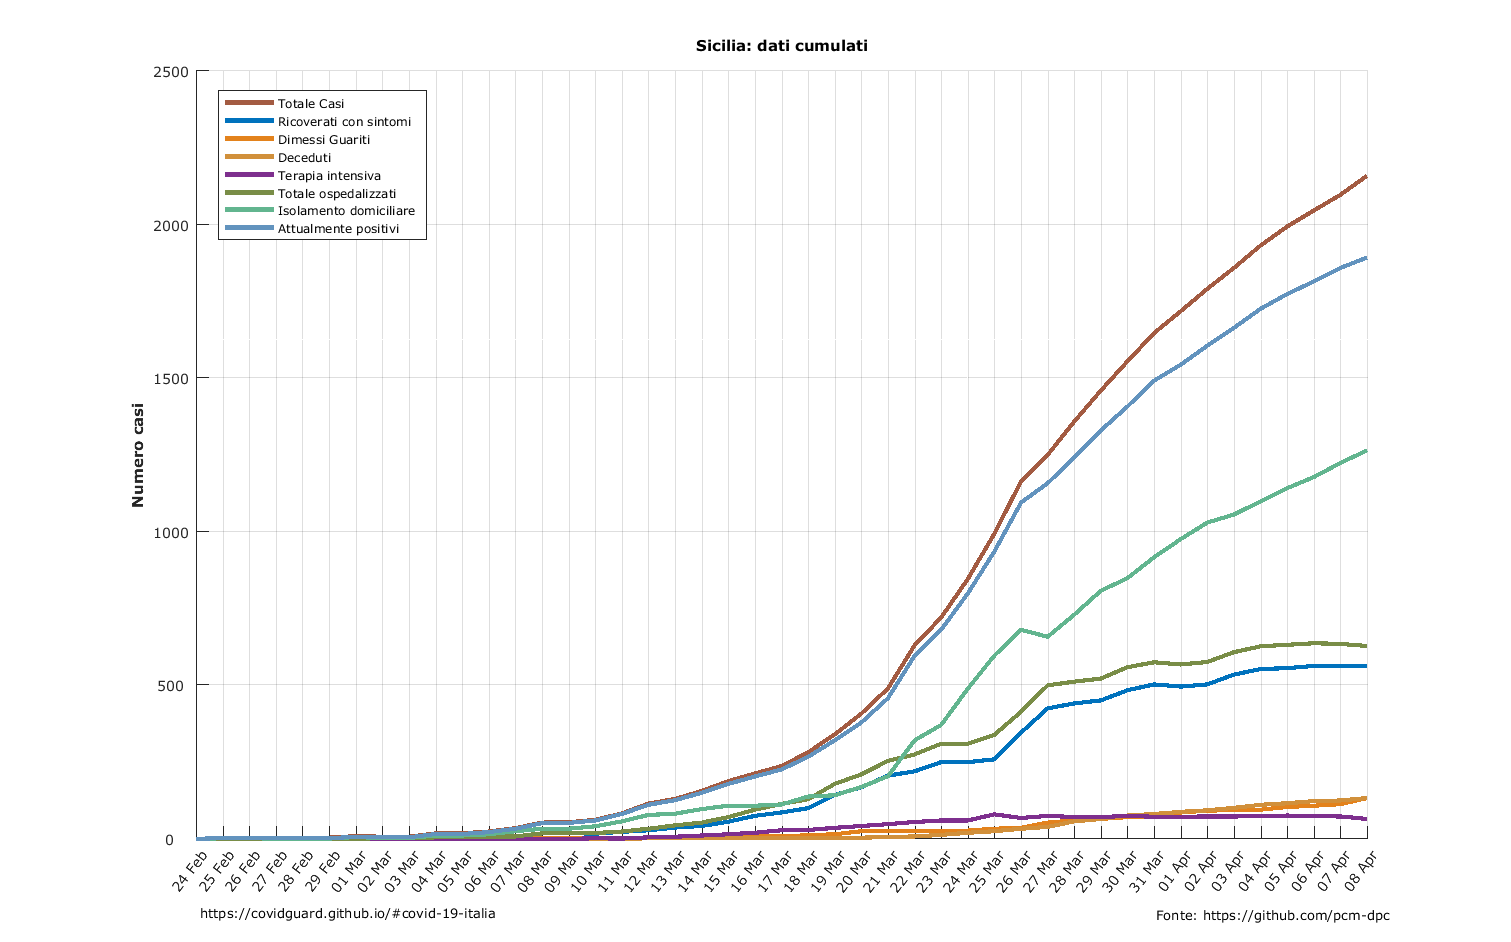 Sicilia: dati cumulati
2500
2000
1500
1000
500
0
Numero casi
Totale Casi
Ricoverati con sintomi
Dimessi Guariti
Deceduti
Terapia intensiva
Totale ospedalizzati
Isolamento domiciliare
Attualmente positivi
24 Feb
25 Feb
26 Feb
27 Feb
28 Feb
29 Feb
01 Mar
02 Mar
03 Mar
04 Mar
05 Mar
06 Mar
07 Mar
08 Mar
09 Mar
10 Mar
11 Mar
12 Mar
13 Mar
14 Mar
15 Mar
16 Mar
17 Mar
18 Mar
19 Mar
20 Mar
21 Mar
22 Mar
23 Mar
24 Mar
25 Mar
26 Mar
27 Mar
28 Mar
29 Mar
30 Mar
31 Mar
01 Apr
02 Apr
03 Apr
04 Apr
05 Apr
06 Apr
07 Apr
08 Apr
https://covidguard.github.io/#covid-19-italia
Fonte: https://github.com/pcm-dpc